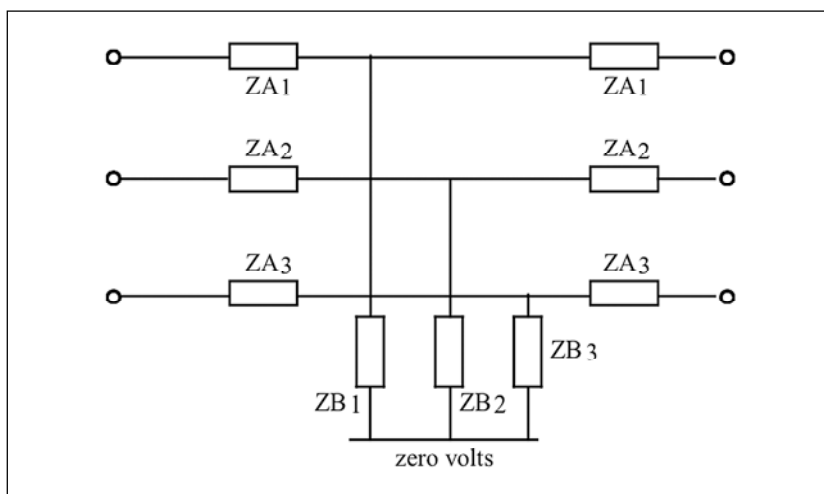 ZA1 ZA1
ZA2 ZA2
ZA3 ZA3
ZB3
ZB1 ZB2
zero volts